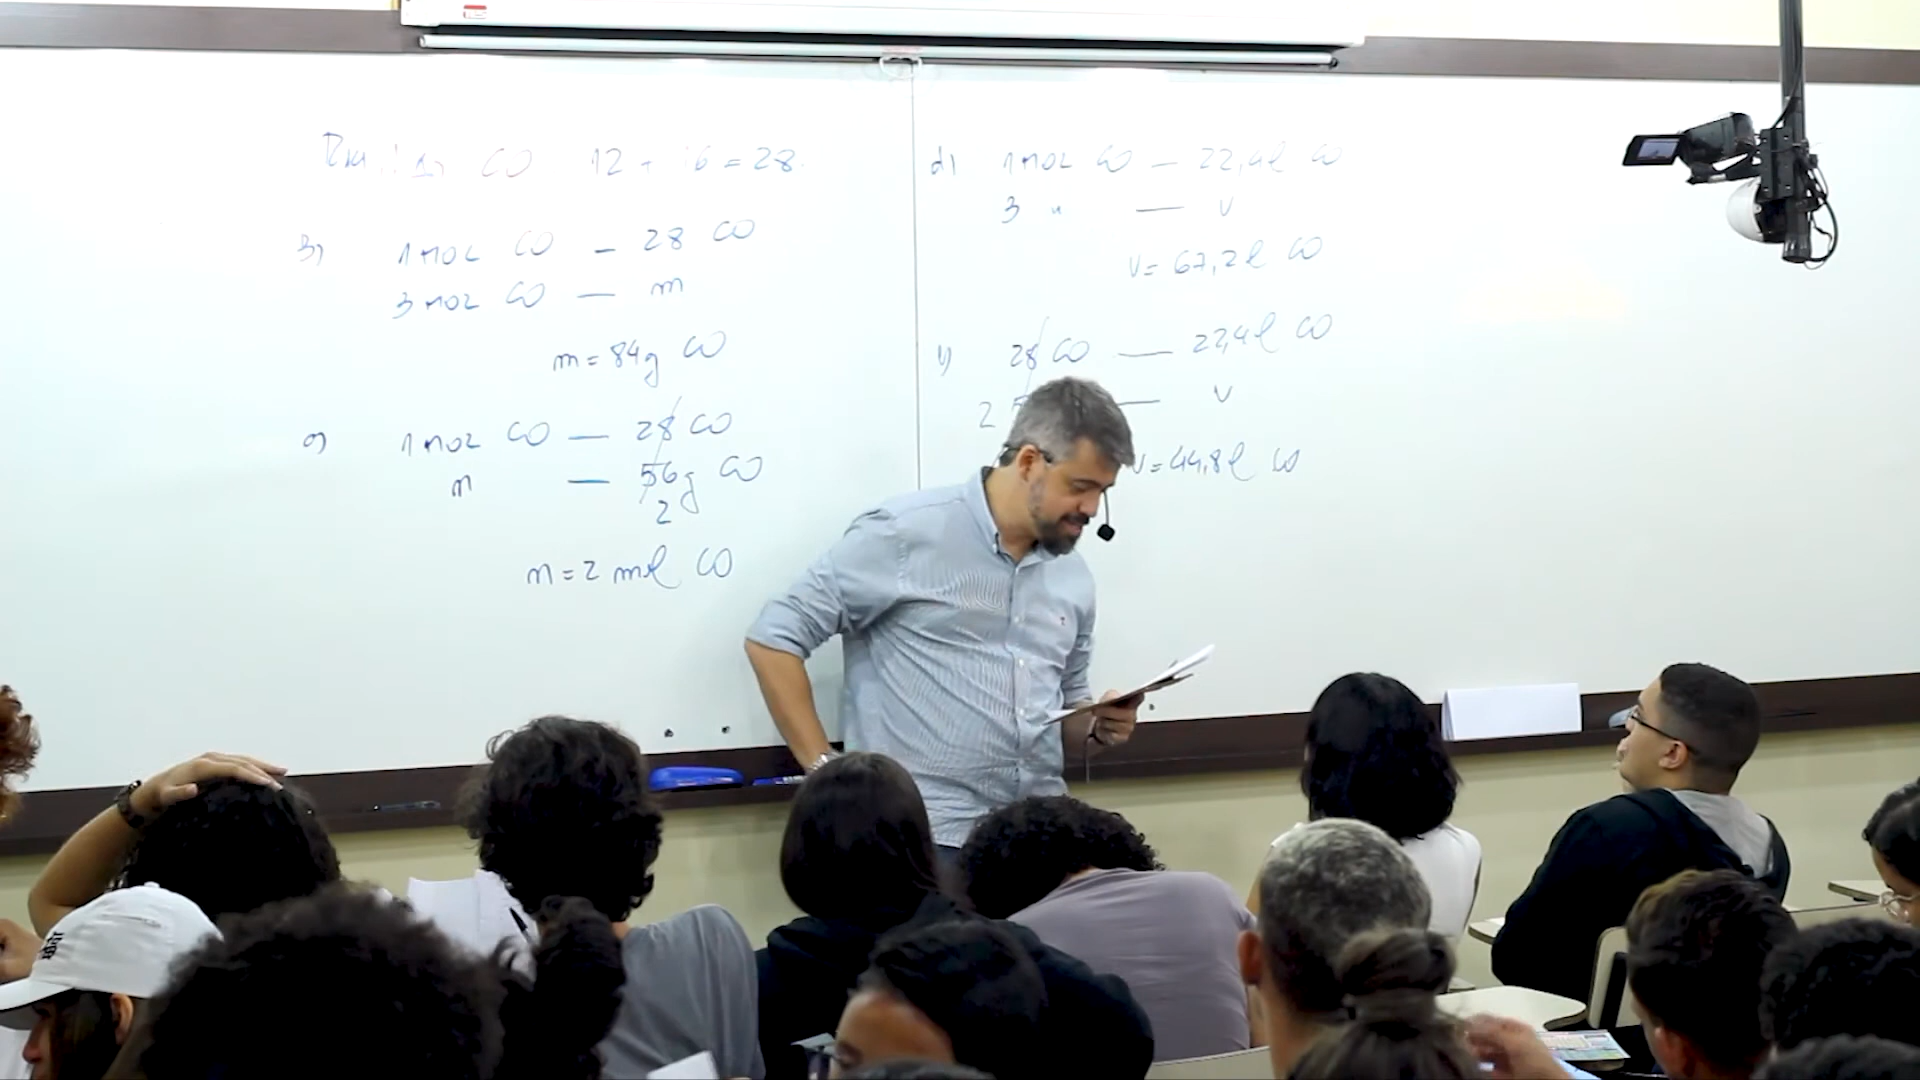 CO 12 + 16 = 28.
b) 1 MOL CO — 28 CO
3 MOL CO — m
m = 84g CO
c) 1 MOL CO — 28 CO
n — 56g CO
2
n = 2 mol CO
d) 1 MOL CO — 22,4l CO
3 " — V
V = 67,2l CO
28 CO — 22,4l CO
2 — V
V = 44,8l CO